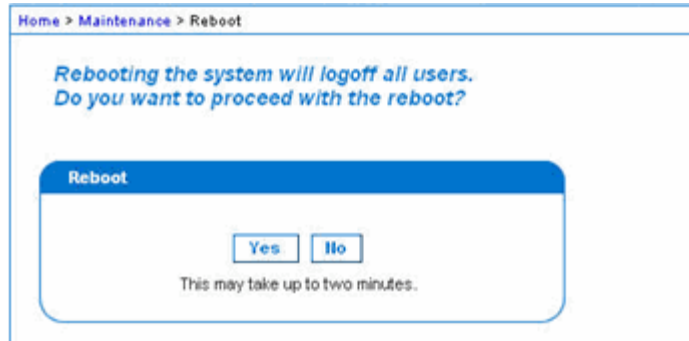 Home > Maintenance > Reboot
Rebooting the system will logoff all users.
Do you want to proceed with the reboot?
Reboot
Yes No
This may take up to two minutes.